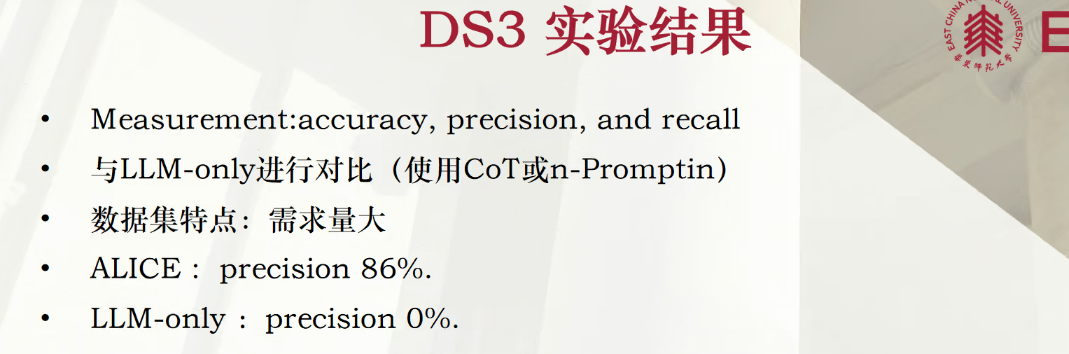 DS3 实验结果
EAST CHINA NORMAL UNIVERSITY
华东师范大学
E
• Measurement:accuracy, precision, and recall
• 与LLM-only进行对比（使用CoT或n-Promptin）
• 数据集特点：需求量大
• ALICE： precision 86%.
• LLM-only ：precision 0%.